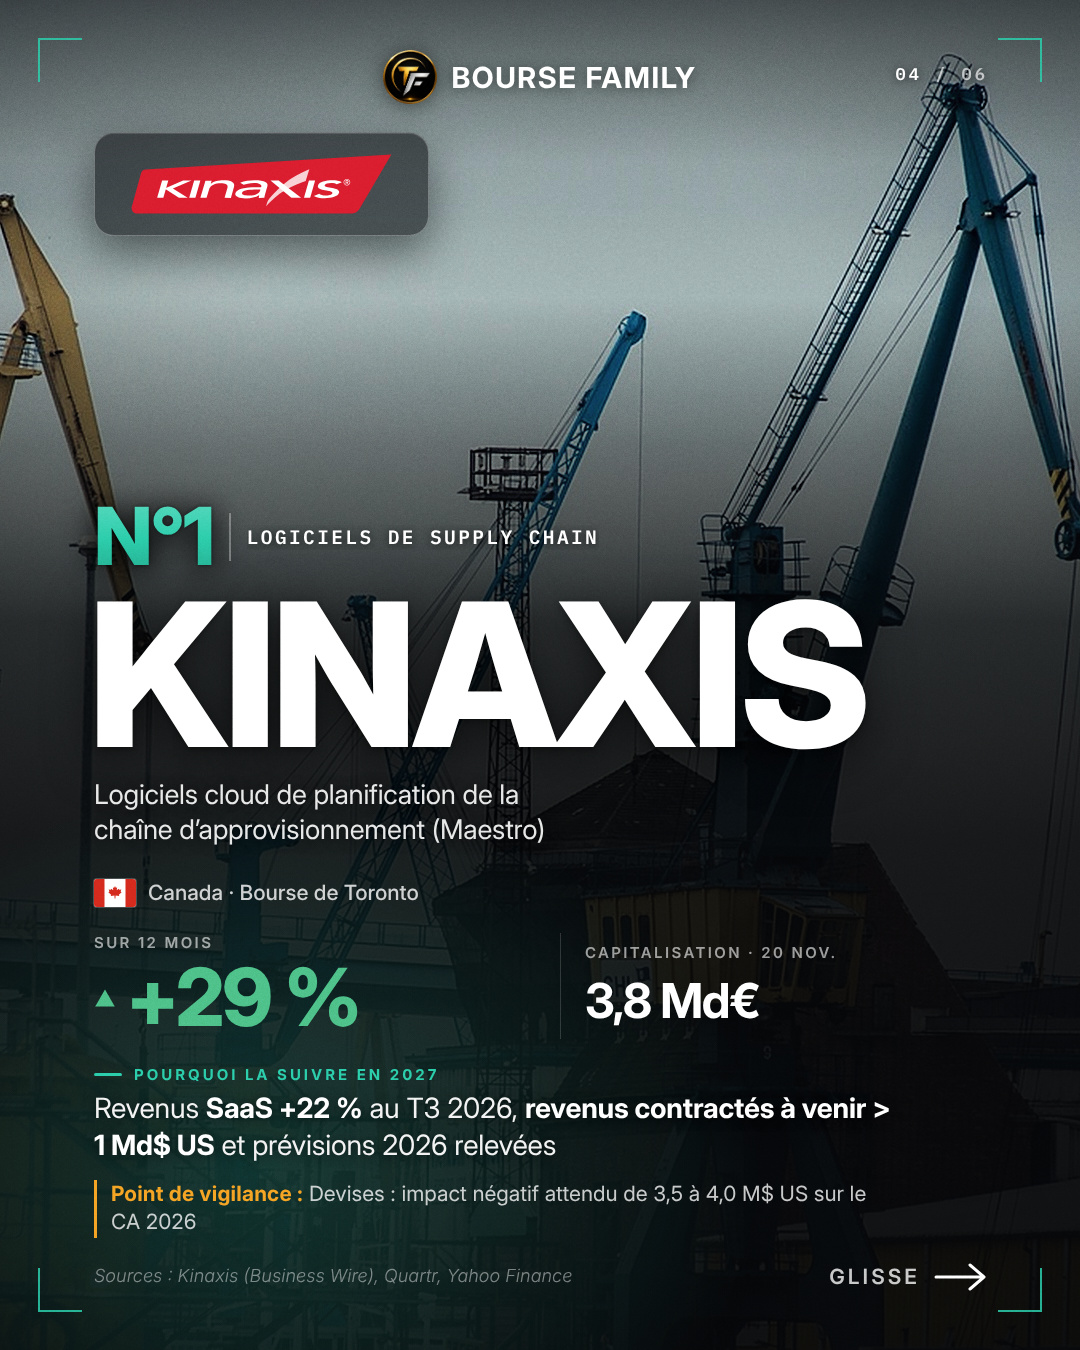 BOURSE FAMILY
04 / 06
KINAXIS®
N°1
LOGICIELS DE SUPPLY CHAIN
KINAXIS
Logiciels cloud de planification de la
chaîne d’approvisionnement (Maestro)
Canada · Bourse de Toronto
SUR 12 MOIS
▲ +29 %
CAPITALISATION · 20 NOV.
3,8 Md€
POURQUOI LA SUIVRE EN 2027
Revenus SaaS +22 % au T3 2026, revenus contractés à venir >
1 Md$ US et prévisions 2026 relevées
Point de vigilance : Devises : impact négatif attendu de 3,5 à 4,0 M$ US sur le
CA 2026
Sources : Kinaxis (Business Wire), Quartr, Yahoo Finance
GLISSE